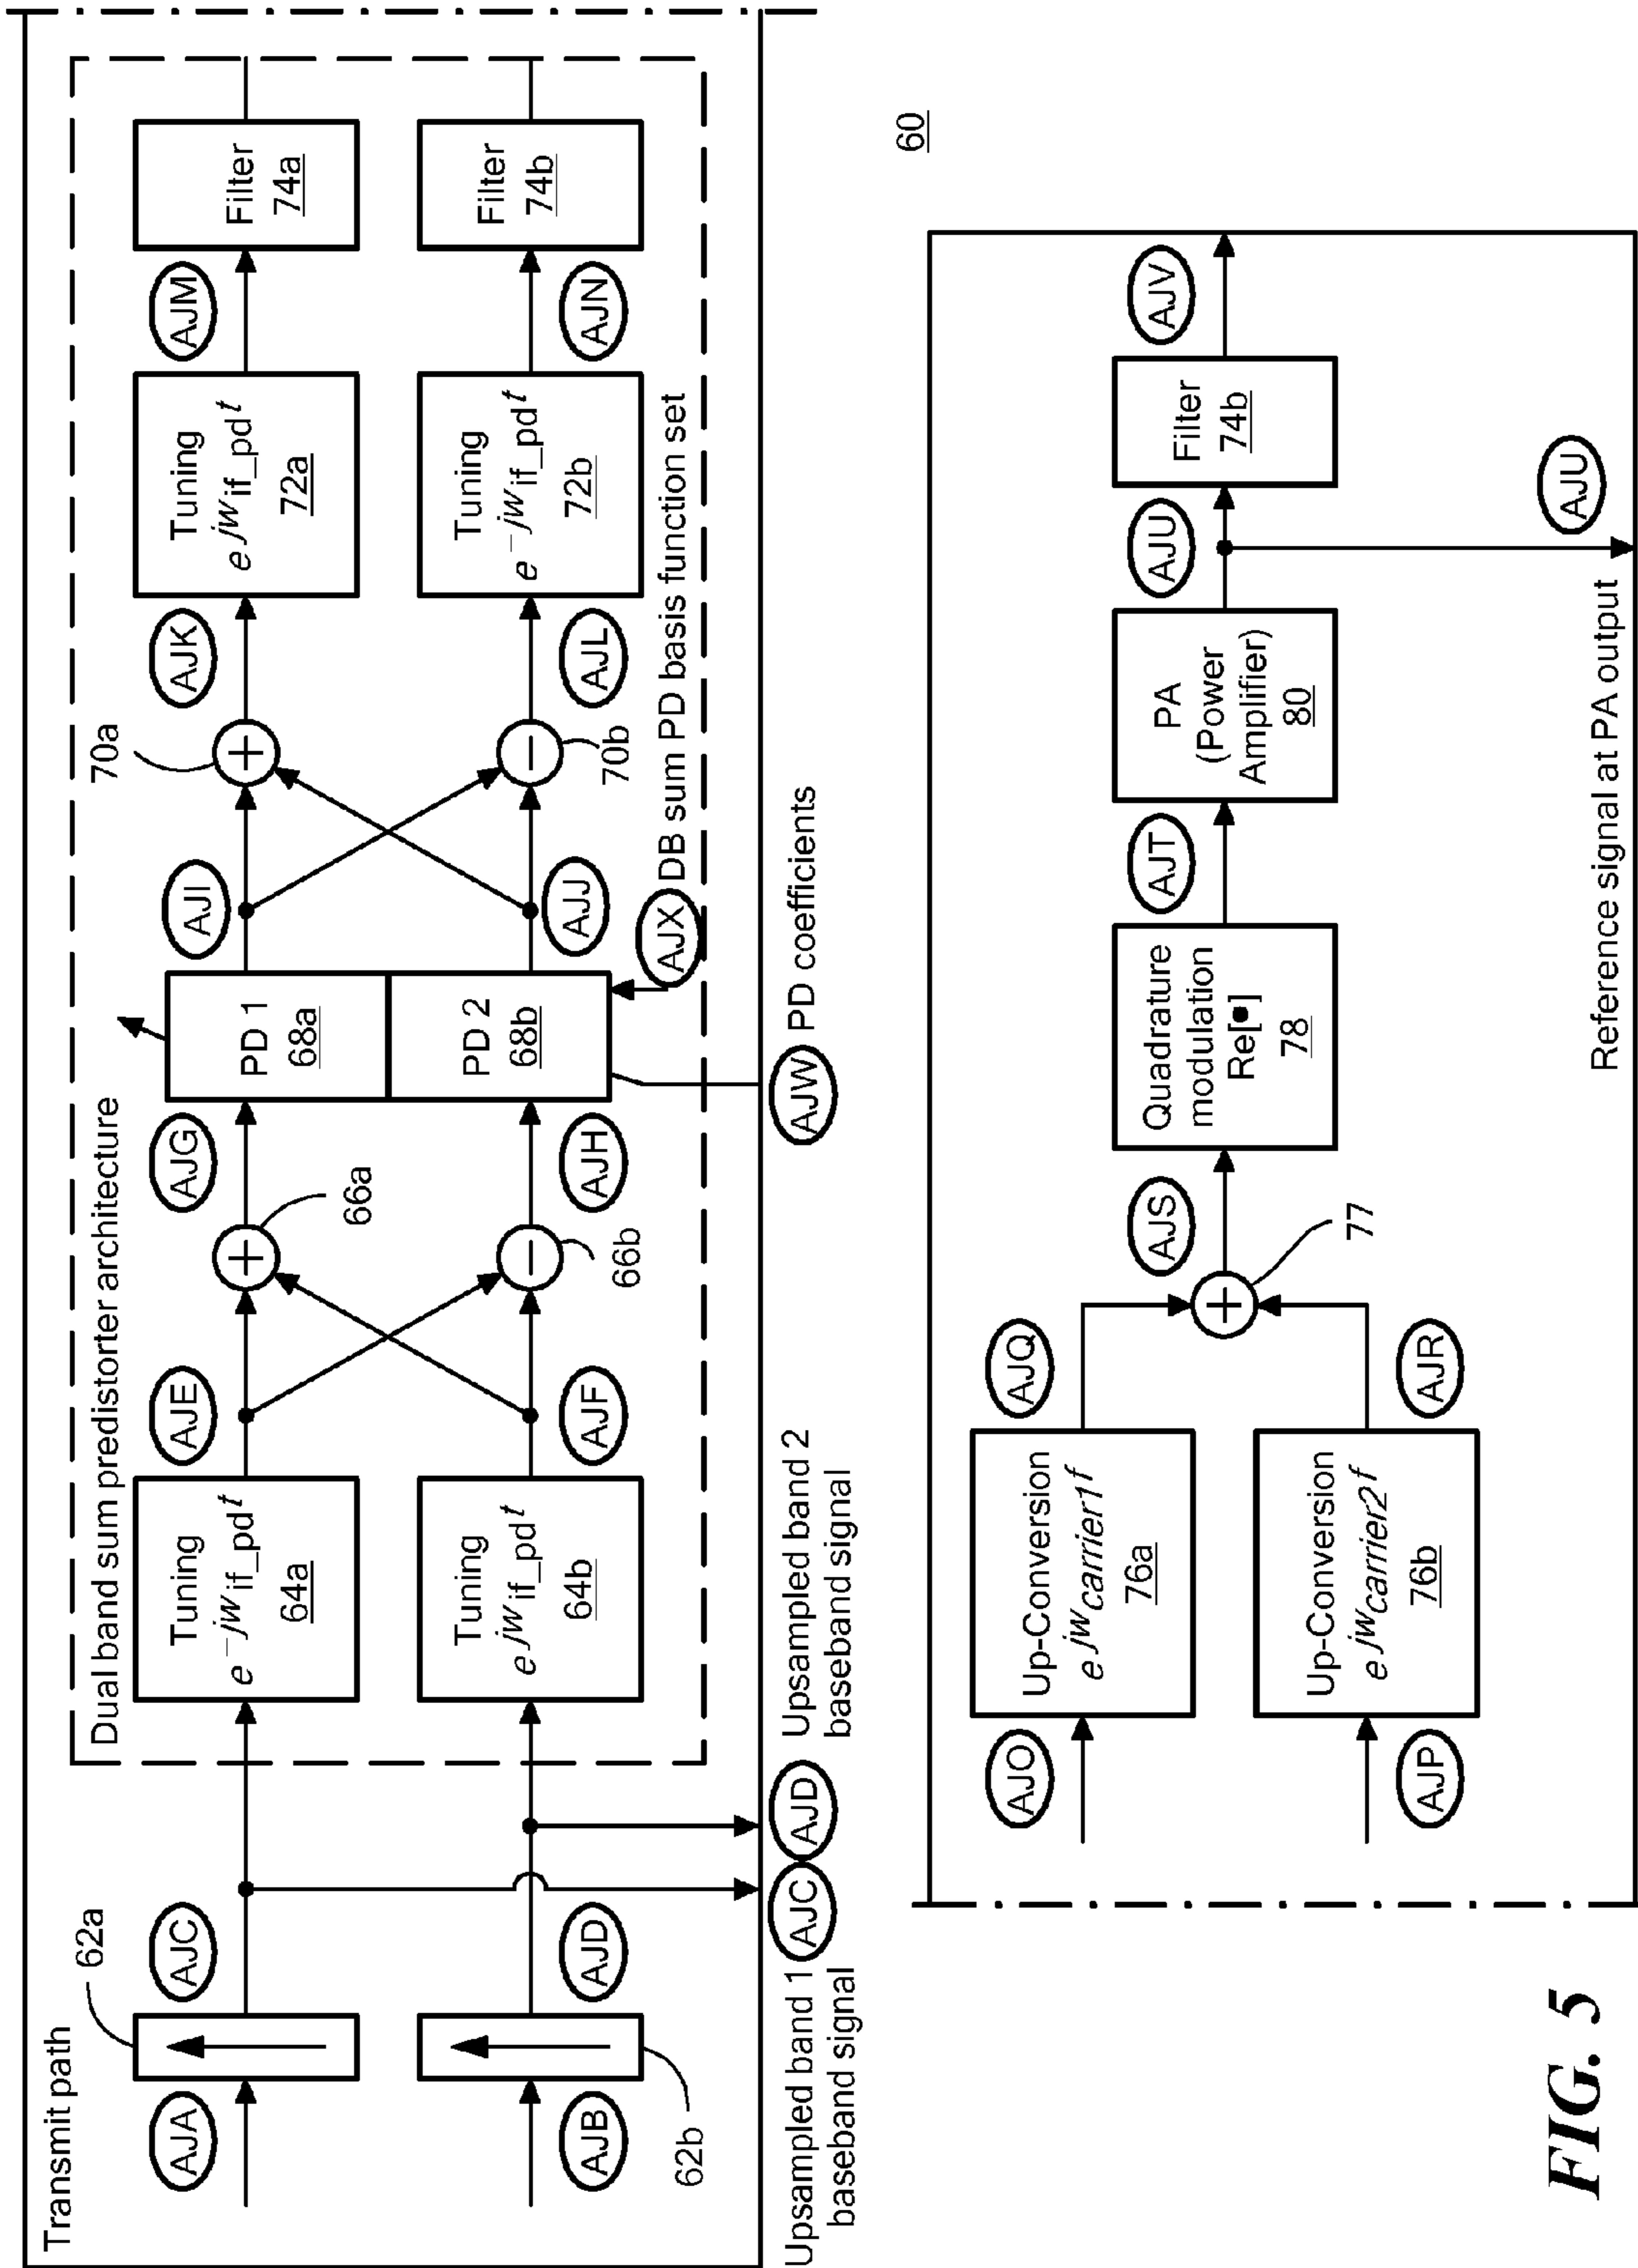 Transmit path
Dual band sum predistorter architecture
62a
70a
AJA
AJC
Tuning
e^-jw_if_pd^t
64a
AJE
66a
AJG
PD 1
68a
AJI
AJK
Tuning
e^jw_if_pd^t
72a
AJM
Filter
74a
AJB
62b
AJD
Tuning
e^jw_if_pd^t
64b
AJF
66b
AJH
PD 2
68b
AJJ
70b
AJL
Tuning
e^-jw_if_pd^t
72b
AJN
Filter
74b
AJX DB sum PD basis function set
AJC
AJD
AJW PD coefficients
Upsampled band 1
baseband signal
Upsampled band 2
baseband signal
60
AJO
Up-Conversion
e^jw_carrier1^f
76a
AJQ
AJP
Up-Conversion
e^jw_carrier2^f
76b
AJR
+
77
AJS
Quadrature
modulation
Re[■]
78
AJT
PA
(Power
Amplifier)
80
AJU
Filter
74b
AJV
AJU
Reference signal at PA output
FIG. 5